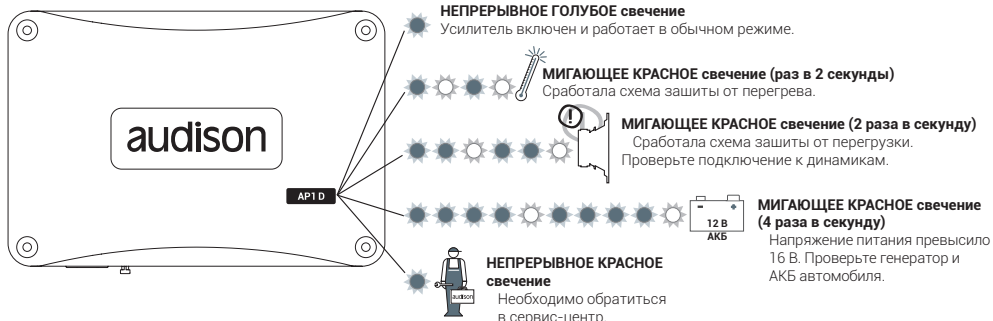 НЕПРЕРЫВНОЕ ГОЛУБОЕ свечение
Усилитель включен и работает в обычном режиме.
МИГАЮЩЕЕ КРАСНОЕ свечение (раз в 2 секунды)
Сработала схема зашиты от перегрева.
!
МИГАЮЩЕЕ КРАСНОЕ свечение (2 раза в секунду)
Сработала схема зашиты от перегрузки.
Проверьте подключение к динамикам.
audison
AP1 D
- +
12 В
АКБ
МИГАЮЩЕЕ КРАСНОЕ свечение
(4 раза в секунду)
Напряжение питания превысило
16 В. Проверьте генератор и
АКБ автомобиля.
audison
НЕПРЕРЫВНОЕ КРАСНОЕ
свечение
Необходимо обратиться
в сервис-центр.